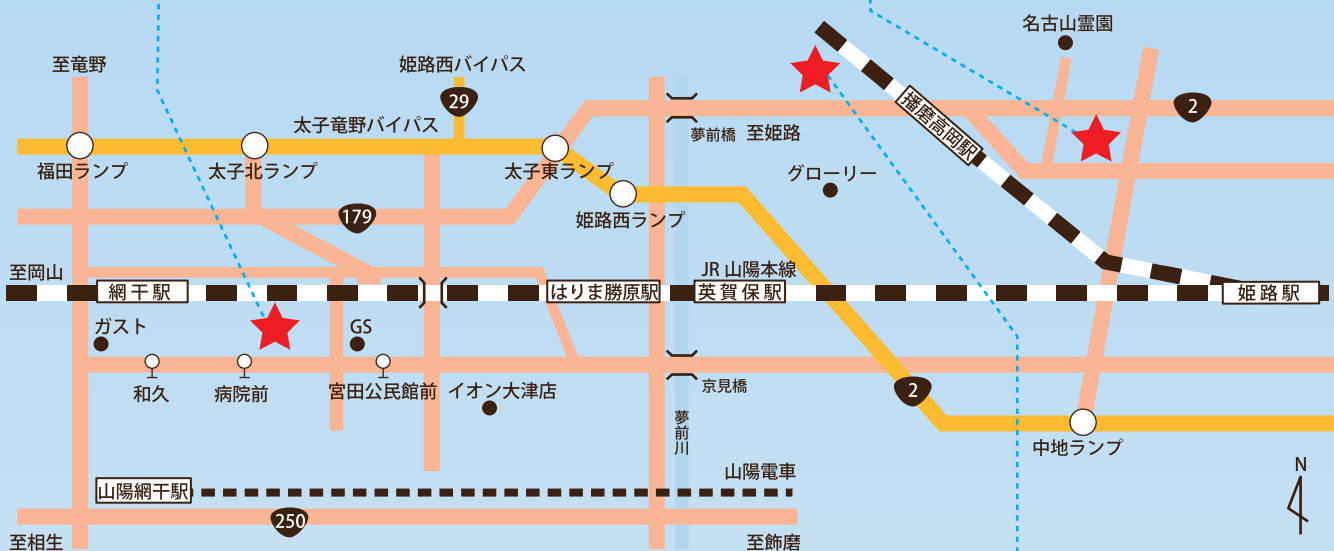 名古山霊園
至竜野
姫路西バイパス
29
2
太子竜野バイパス
夢前橋
至姫路
播磨高岡駅
福田ランプ
太子北ランプ
太子東ランプ
グローリー
179
姫路西ランプ
至岡山
JR 山陽本線
網干駅
はりま勝原駅
英賀保駅
姫路駅
ガスト
GS
和久
病院前
宮田公民館前
イオン大津店
京見橋
2
夢前川
中地ランプ
山陽電車
N
山陽網干駅
250
至相生
至飾磨